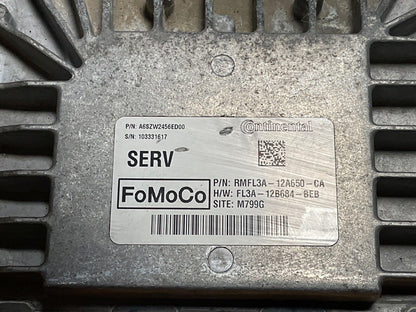 P/N: A6SZW2456ED00
S/N: 103331617
Continental
SERV
FoMoCo
P/N: RMFL3A-12A650-CA
H/W: FL3A-12B684-BEB
SITE: M799G